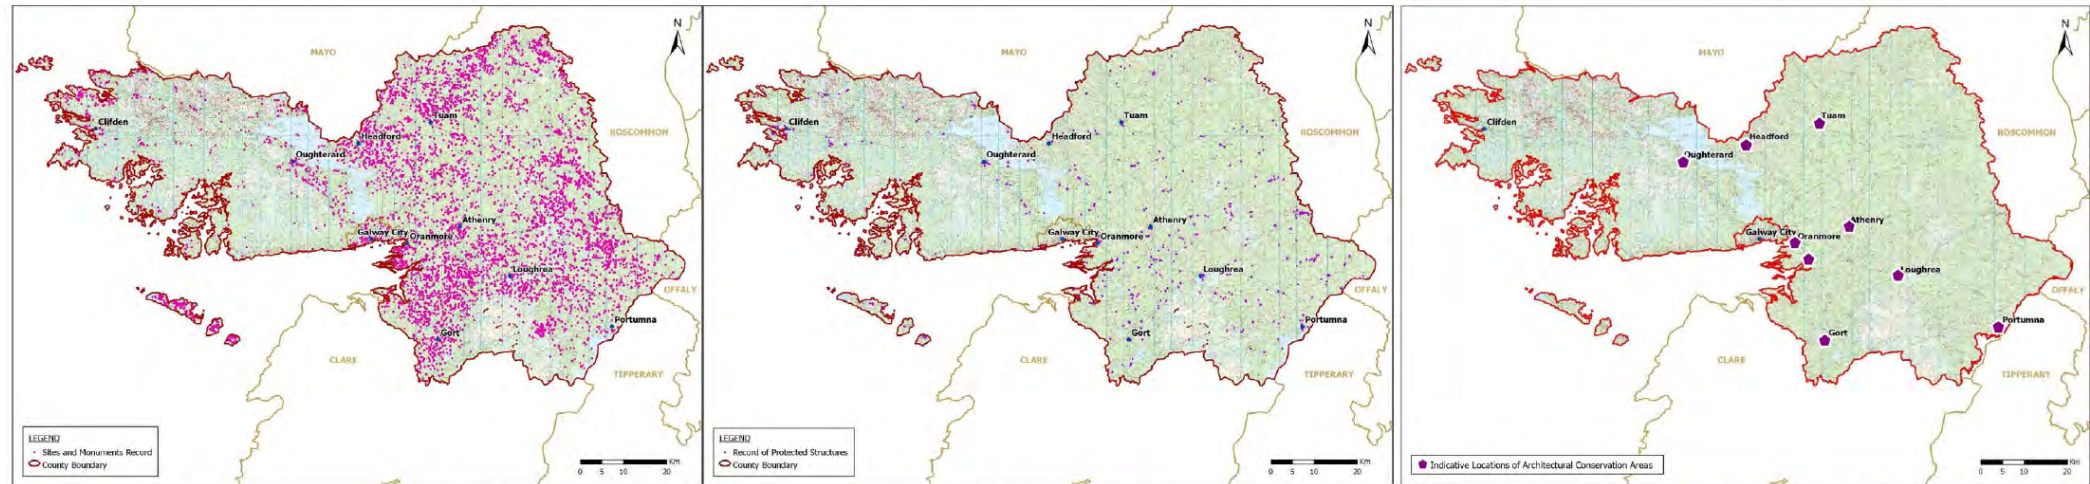 N
MAYO
ROSCOMMON
Tuam
Headford
Clifden
Oughterard
Athenry
Galway City
Oranmore
Loughrea
OFFALY
Portumna
Gort
CLARE
TIPPERARY
LEGEND
Sites and Monuments Record
County Boundary
Km
0 5 10 20
N
MAYO
ROSCOMMON
Tuam
Headford
Clifden
Oughterard
Athenry
Galway City
Oranmore
Loughrea
OFFALY
Portumna
Gort
CLARE
TIPPERARY
LEGEND
Record of Protected Structures
County Boundary
Km
0 5 10 20
N
MAYO
ROSCOMMON
Tuam
Headford
Clifden
Oughterard
Athenry
Galway City
Oranmore
Loughrea
OFFALY
Portumna
Gort
CLARE
TIPPERARY
Indicative Locations of Architectural Conservation Areas
Km
0 5 10 20